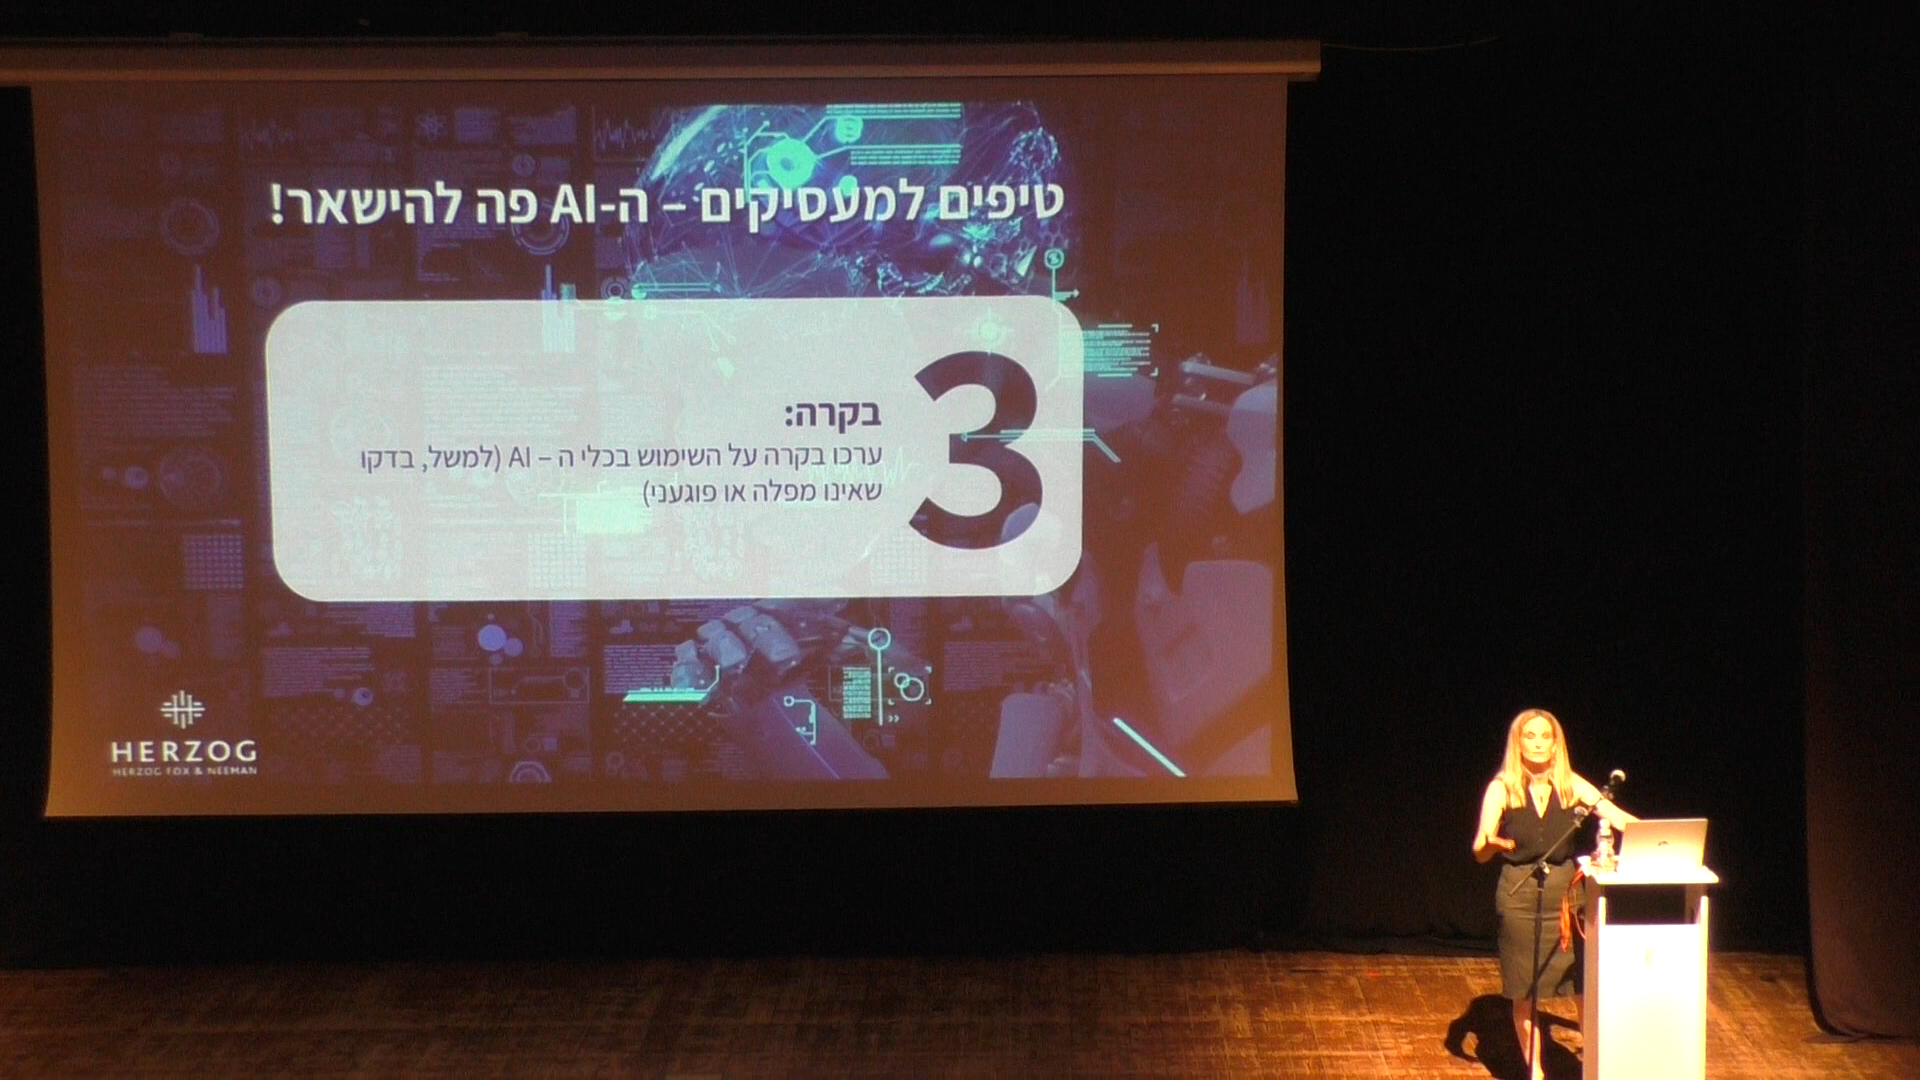 טיפים למעסיקים – ה-AI פה להישאר!
3
בקרה:
ערכו בקרה על השימוש בכלי ה – AI (למשל, בדקו
שאינו מפלה או פוגעני)
HERZOG
HERZOG FOX & NEEMAN